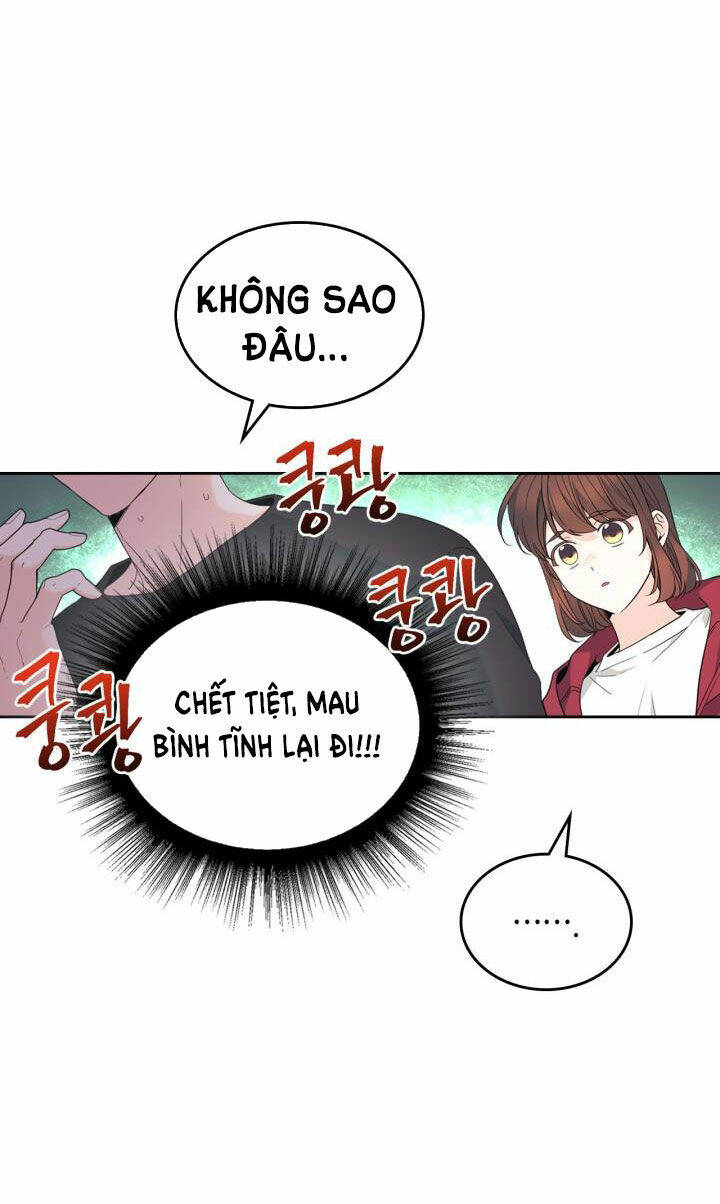 KHÔNG SAO
ĐÂU...
쿵쾅
쿵쾅
쿵쾅
CHẾT TIỆT, MAU
BÌNH TĨNH LẠI ĐI!!!
.......